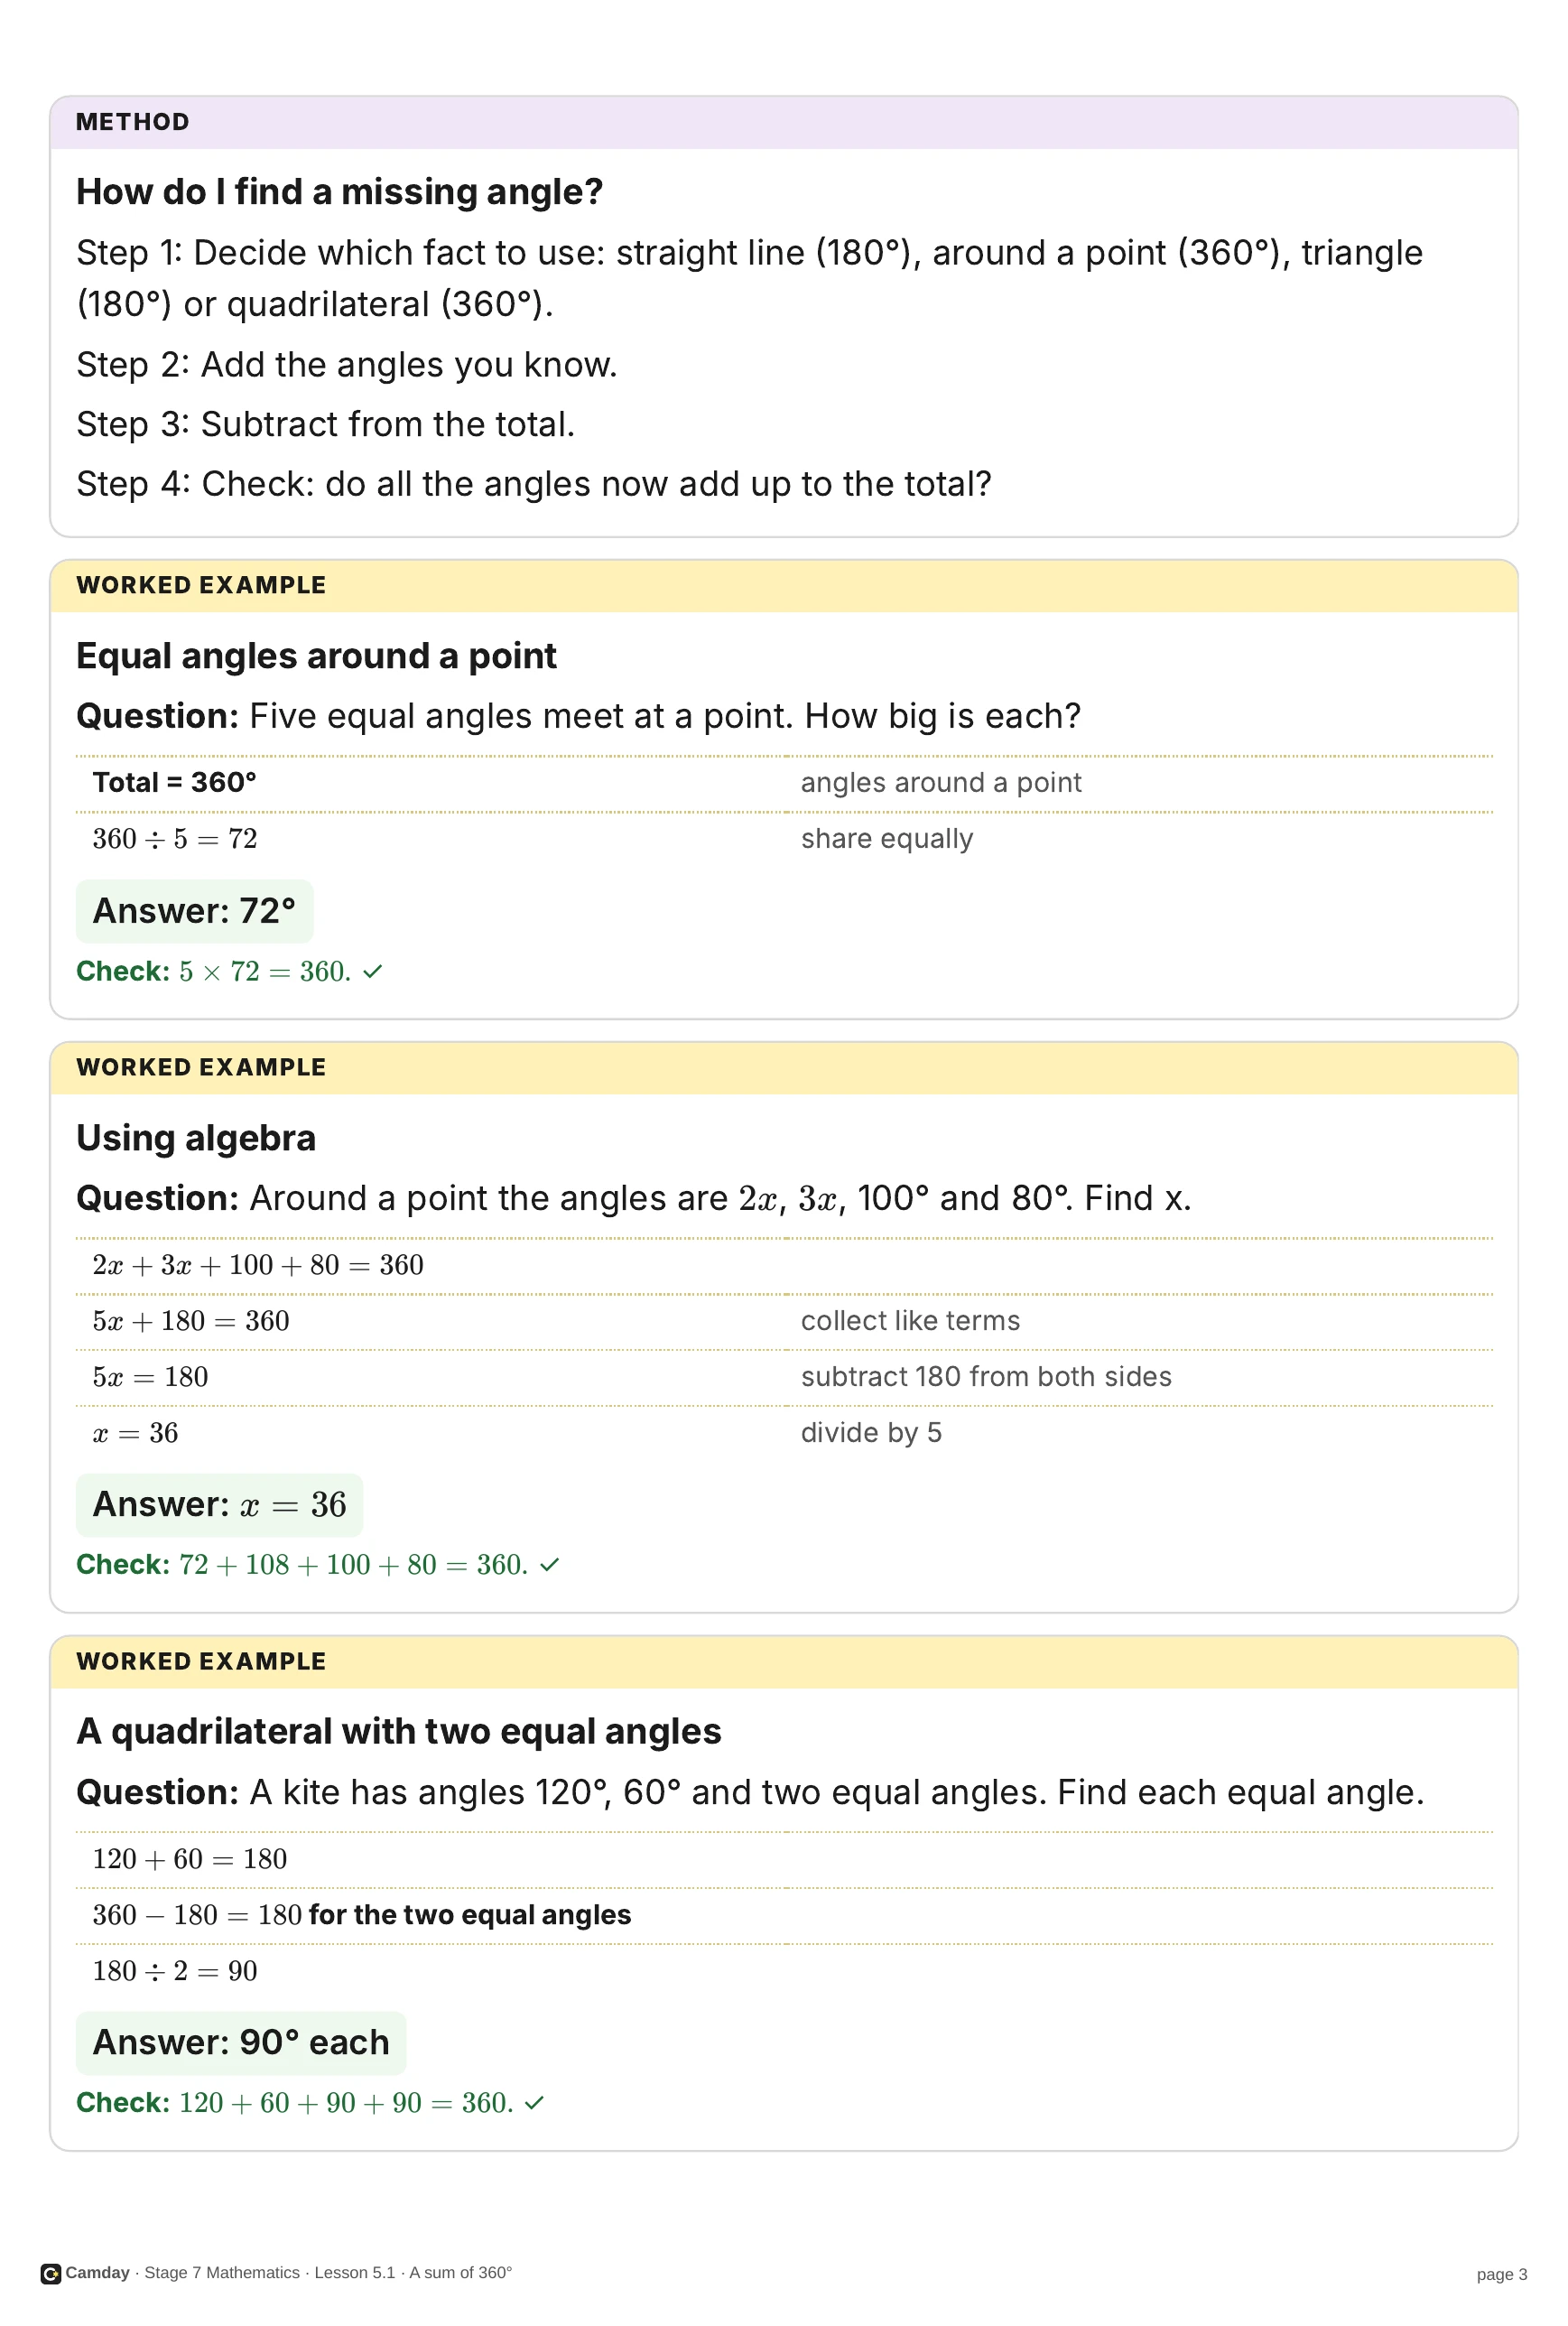 METHOD
How do I find a missing angle?
Step 1: Decide which fact to use: straight line (180°), around a point (360°), triangle
(180°) or quadrilateral (360°).
Step 2: Add the angles you know.
Step 3: Subtract from the total.
Step 4: Check: do all the angles now add up to the total?
WORKED EXAMPLE
Equal angles around a point
Question: Five equal angles meet at a point. How big is each?
Total = 360° angles around a point
360 ÷ 5 = 72 share equally
Answer: 72°
Check: 5 × 72 = 360. ✓
WORKED EXAMPLE
Using algebra
Question: Around a point the angles are 2x, 3x, 100° and 80°. Find x.
2x + 3x + 100 + 80 = 360
5x + 180 = 360 collect like terms
5x = 180 subtract 180 from both sides
x = 36 divide by 5
Answer: x = 36
Check: 72 + 108 + 100 + 80 = 360. ✓
WORKED EXAMPLE
A quadrilateral with two equal angles
Question: A kite has angles 120°, 60° and two equal angles. Find each equal angle.
120 + 60 = 180
360 − 180 = 180 for the two equal angles
180 ÷ 2 = 90
Answer: 90° each
Check: 120 + 60 + 90 + 90 = 360. ✓
Camday · Stage 7 Mathematics · Lesson 5.1 · A sum of 360° page 3